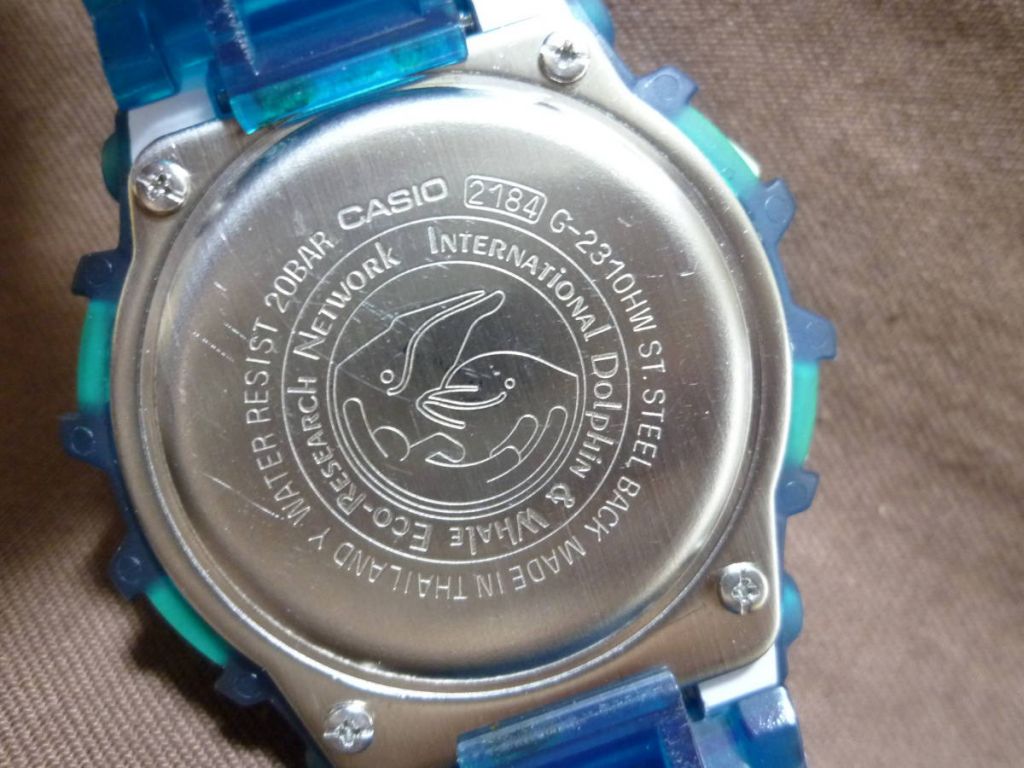 CASIO 2184 G-2310HW ST.STEEL BACK MADE IN THAILAND Y WATER RESIST 20BAR
INTERNATIONAL DOLPHIN & WHALE ECO-RESEARCH NETWORK